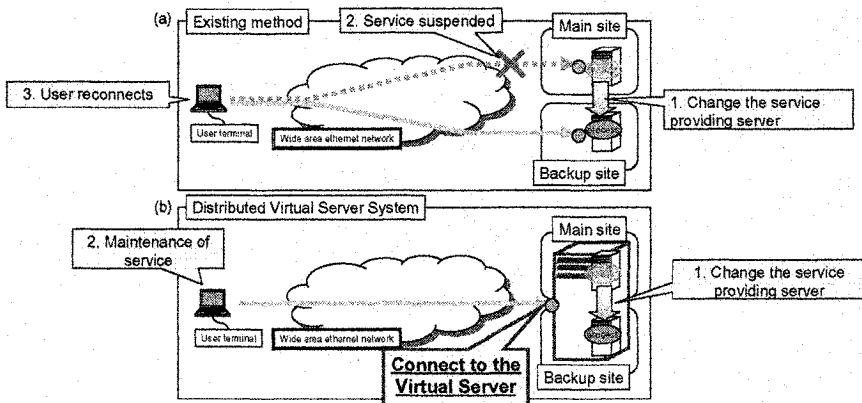 (a)
Existing method
2. Service suspended
Main site
3. User reconnects
1. Change the service
providing server
User terminal
Wide area ethernet network
Backup site
(b)
Distributed Virtual Server System
2. Maintenance of
service
Main site
1. Change the service
providing server
User terminal
Wide area ethernet network
Connect to the
Virtual Server
Backup site